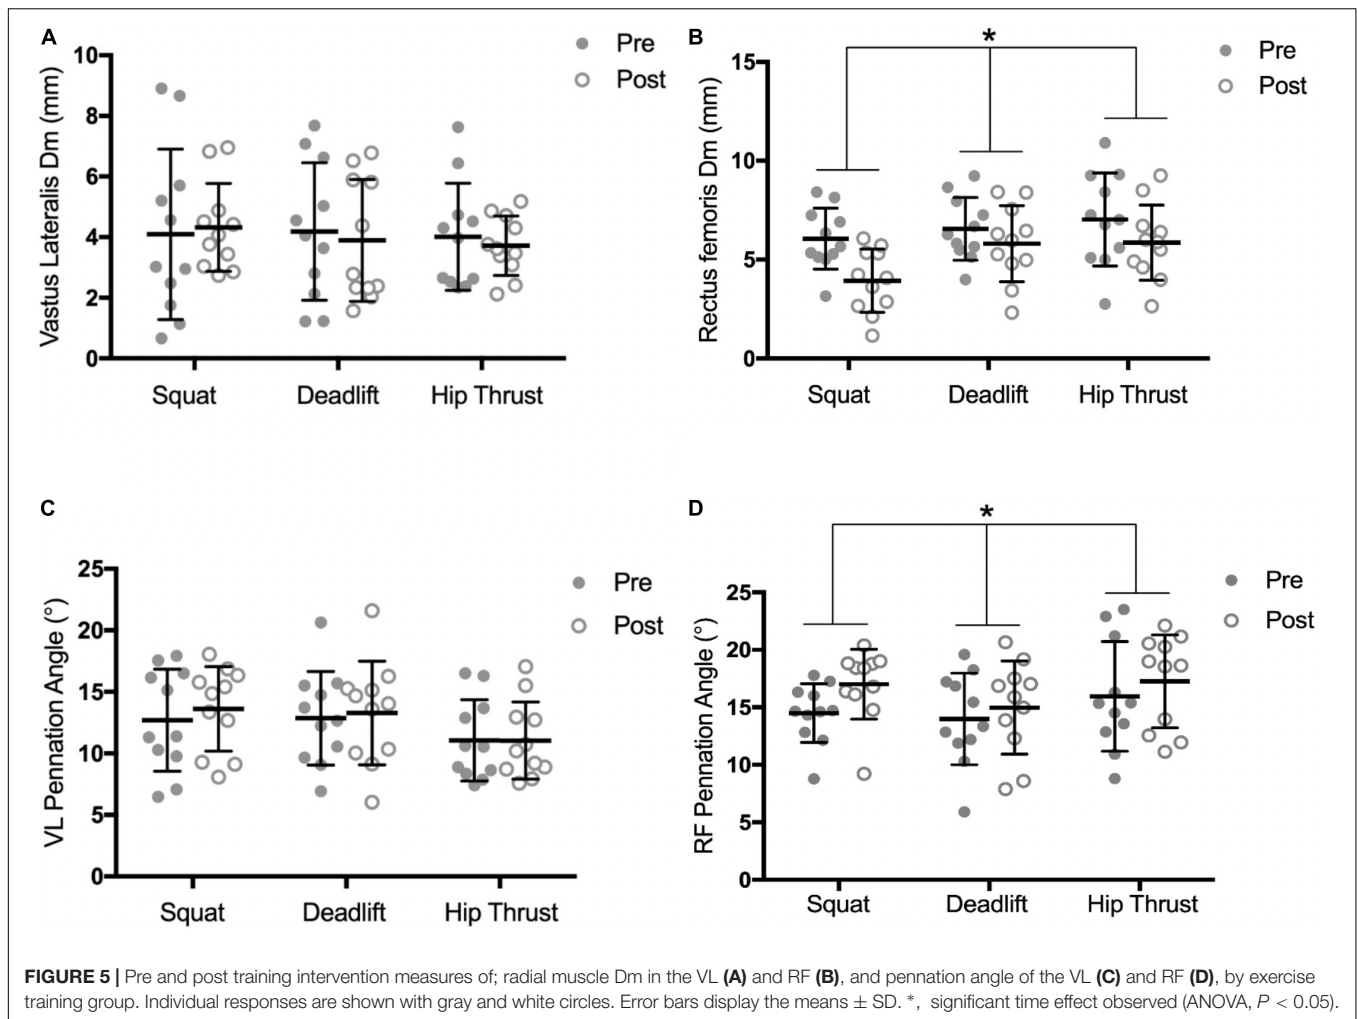 A
Vastus Lateralis Dm (mm)
10
8
6
4
2
0
Squat
Deadlift
Hip Thrust
Pre
Post
B
Rectus femoris Dm (mm)
15
10
5
0
*
Squat
Deadlift
Hip Thrust
Pre
Post
C
VL Pennation Angle (°)
25
20
15
10
5
0
Squat
Deadlift
Hip Thrust
Pre
Post
D
RF Pennation Angle (°)
25
20
15
10
5
0
*
Squat
Deadlift
Hip Thrust
Pre
Post
FIGURE 5 | Pre and post training intervention measures of; radial muscle Dm in the VL (A) and RF (B), and pennation angle of the VL (C) and RF (D), by exercise
training group. Individual responses are shown with gray and white circles. Error bars display the means ± SD. *, significant time effect observed (ANOVA, P < 0.05).